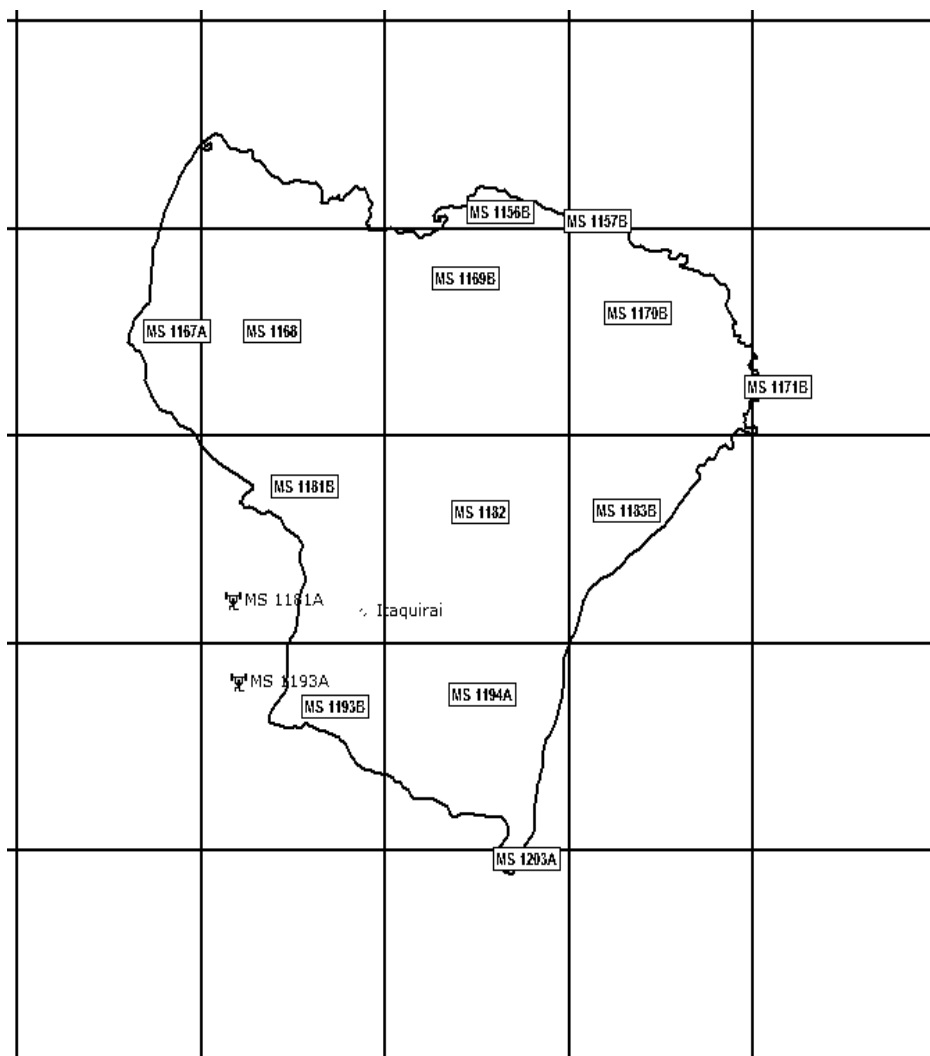 MS 1156B
MS 1157B
MS 1169B
MS 1170B
MS 1167A
MS 1168
MS 1171B
MS 1181B
MS 1182
MS 1183B
MS 1181A
Itaquirai
MS 1193A
MS 1194A
MS 1193B
MS 1203A